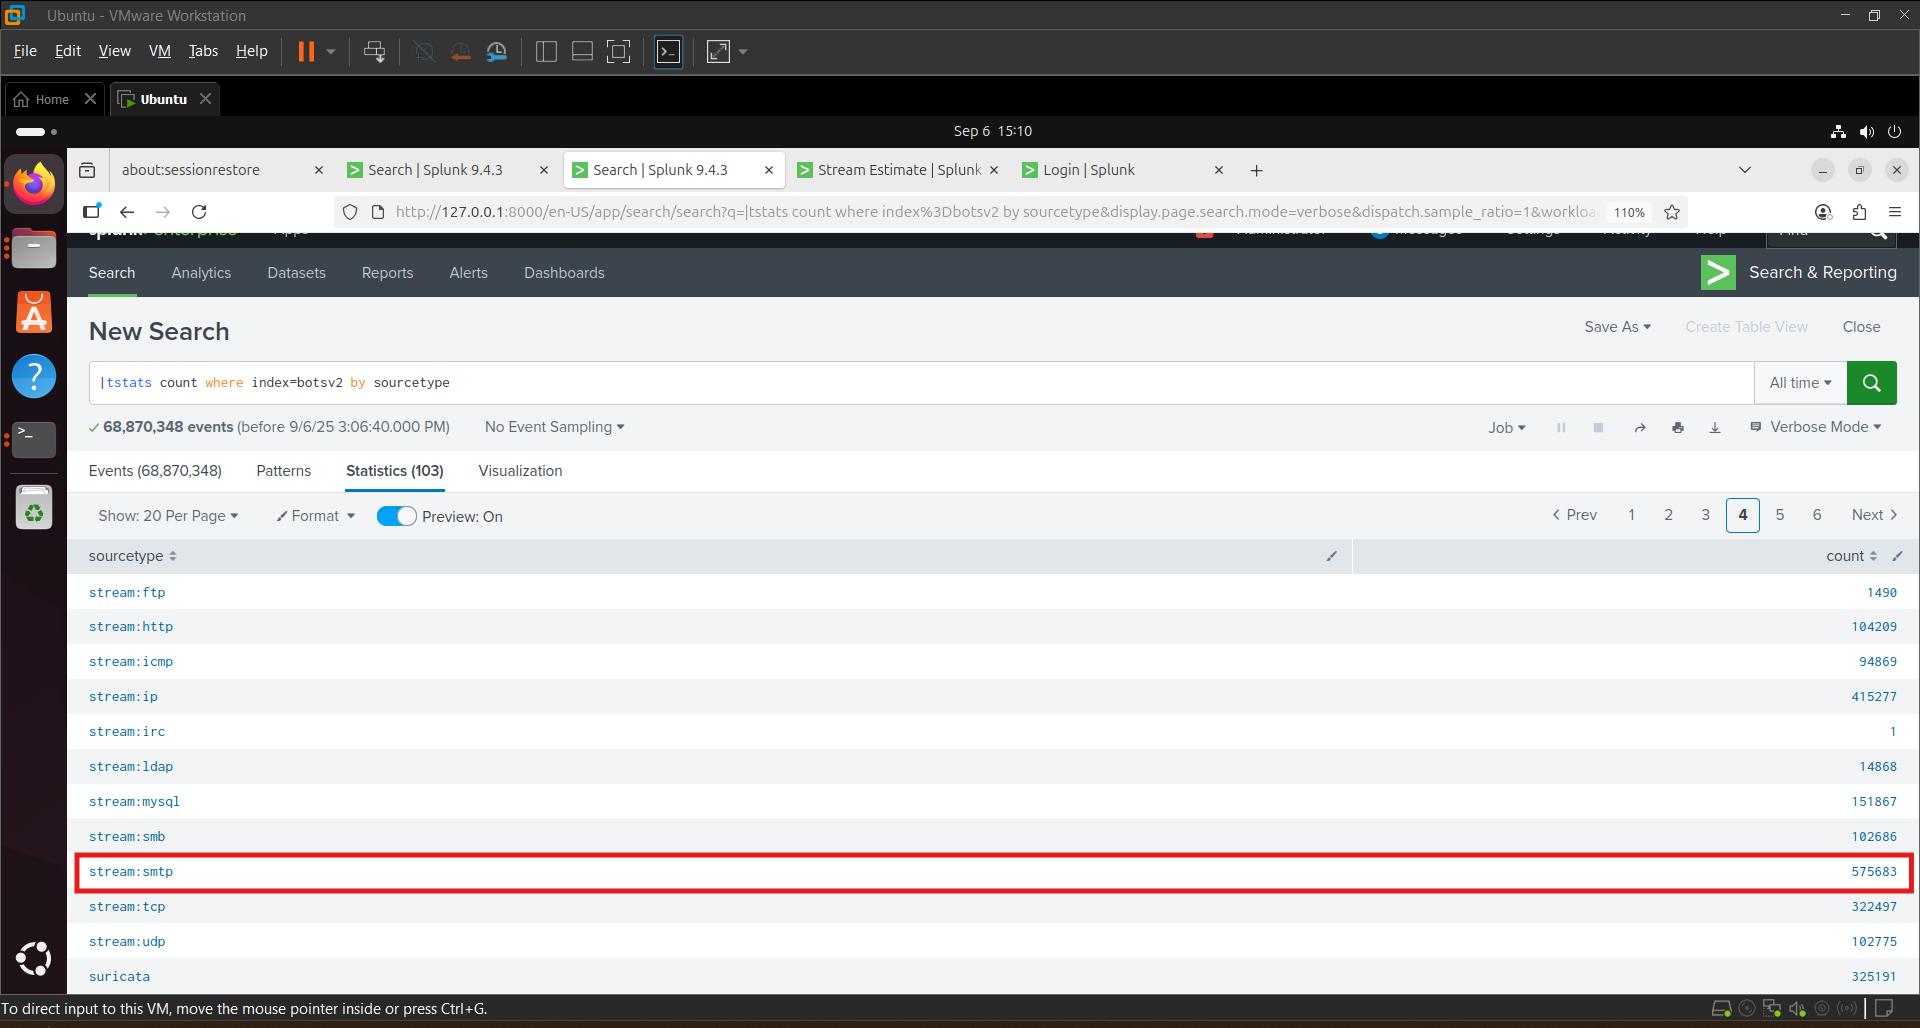 Ubuntu - VMware Workstation
File Edit View VM Tabs Help
Home Ubuntu
Sep 6 15:10
about:sessionrestore Search | Splunk 9.4.3 Search | Splunk 9.4.3 Stream Estimate | Splunk Login | Splunk
http://127.0.0.1:8000/en-US/app/search/search?q=|tstats count where index%3Dbotsv2 by sourcetype&display.page.search.mode=verbose&dispatch.sample_ratio=1&workloa 110%
Search Analytics Datasets Reports Alerts Dashboards Search & Reporting
New Search Save As Create Table View Close
|tstats count where index=botsv2 by sourcetype All time
68,870,348 events (before 9/6/25 3:06:40.000 PM) No Event Sampling Job Verbose Mode
Events (68,870,348) Patterns Statistics (103) Visualization
Show: 20 Per Page Format Preview: On Prev 1 2 3 4 5 6 Next
sourcetype count
stream:ftp 1490
stream:http 104209
stream:icmp 94869
stream:ip 415277
stream:irc 1
stream:ldap 14868
stream:mysql 151867
stream:smb 102686
stream:smtp 575683
stream:tcp 322497
stream:udp 102775
suricata 325191
To direct input to this VM, move the mouse pointer inside or press Ctrl+G.